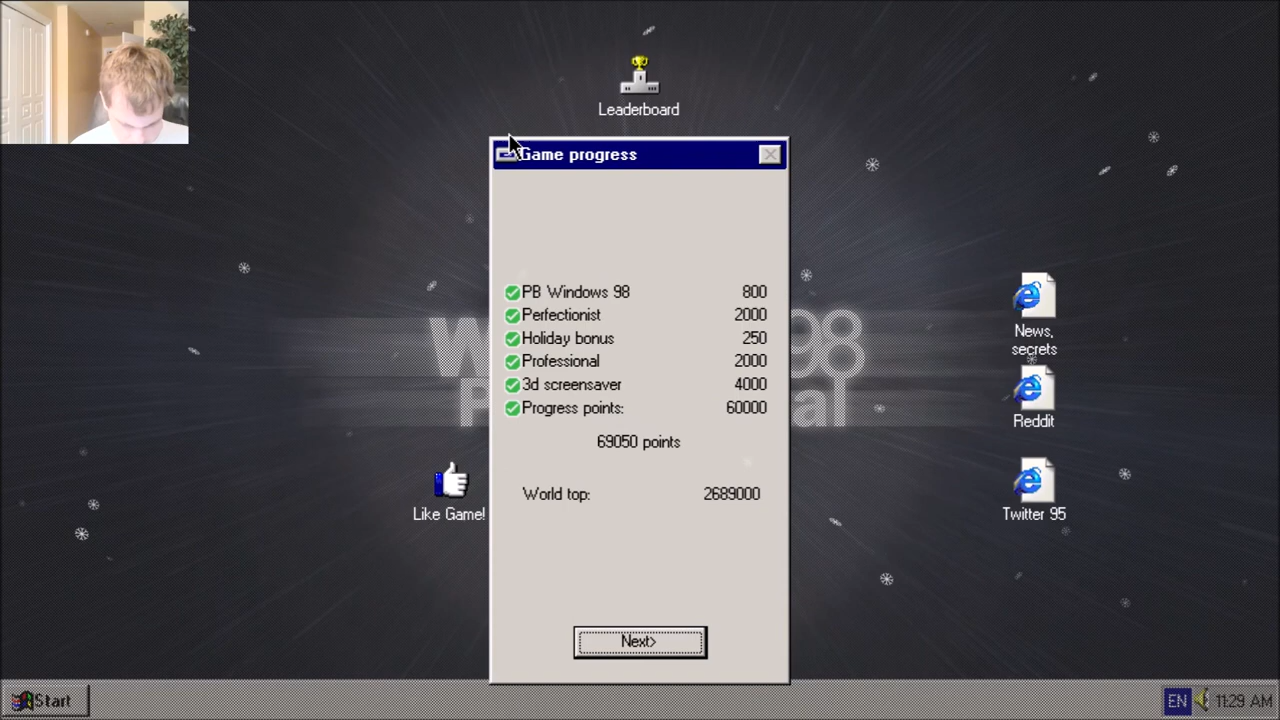 Leaderboard
Game progress
PB Windows 98 800
Perfectionist 2000
Holiday bonus 250
Professional 2000
3d screensaver 4000
Progress points: 60000
69050 points
World top: 2689000
Next>
W 98
P al
Like Game!
News,
secrets
Reddit
Twitter 95
Start
EN 11:29 AM